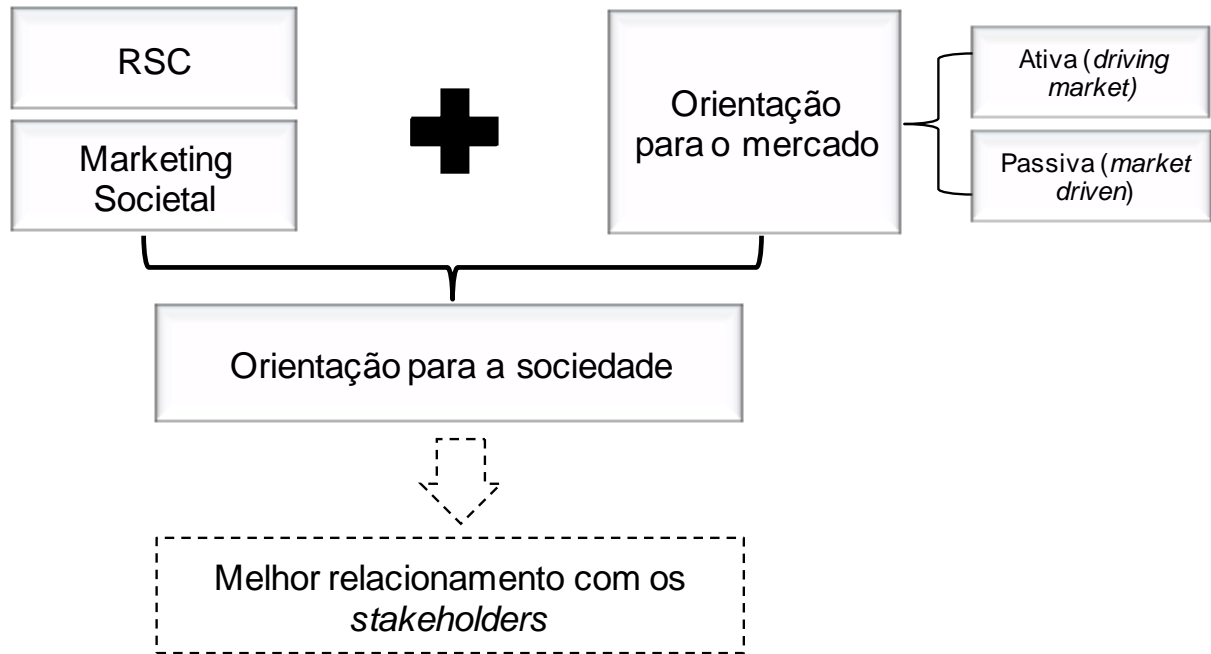 RSC
Marketing
Societal
Orientação
para o mercado
Ativa (driving
market)
Passiva (market
driven)
Orientação para a sociedade
Melhor relacionamento com os
stakeholders